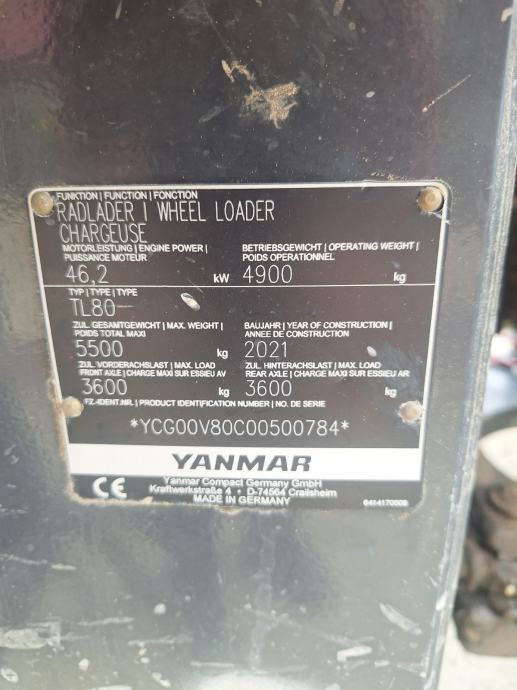 FUNKTION | FUNCTION | FONCTION
RADLADER | WHEEL LOADER
CHARGEUSE
MOTORLEISTUNG | ENGINE POWER |
PUISSANCE MOTEUR
46,2 kW
BETRIEBSGEWICHT | OPERATING WEIGHT |
POIDS OPERATIONNEL
4900 kg
TYP | TYPE | TYPE
TL80-
ZUL. GESAMTGEWICHT | MAX. WEIGHT |
POIDS TOTAL MAXI
5500 kg
BAUJAHR | YEAR OF CONSTRUCTION |
ANNEE DE CONSTRUCTION
2021
ZUL. VORDERACHSLAST | MAX. LOAD
FRONT AXLE | CHARGE MAXI SUR ESSIEU AV
3600 kg
ZUL. HINTERACHSLAST | MAX. LOAD
REAR AXLE | CHARGE MAXI SUR ESSIEU AR
3600 kg
FZ.-IDENT.NR. | PRODUCT IDENTIFICATION NUMBER | NO. DE SERIE
*YCG00V80C00500784*
YANMAR
CE
Yanmar Compact Germany GmbH
Kraftwerkstraße 4 • D-74564 Crailsheim
MADE IN GERMANY
6414170508